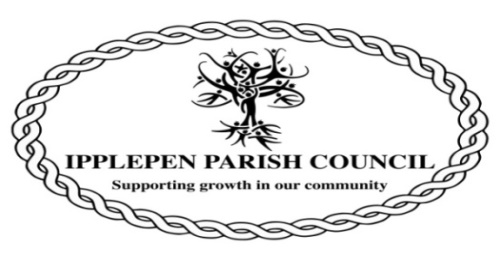 IPPLEPEN PARISH COUNCIL
Supporting growth in our community